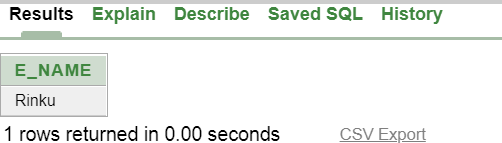 Results Explain Describe Saved SQL History
E_NAME
Rinku
1 rows returned in 0.00 seconds CSV Export